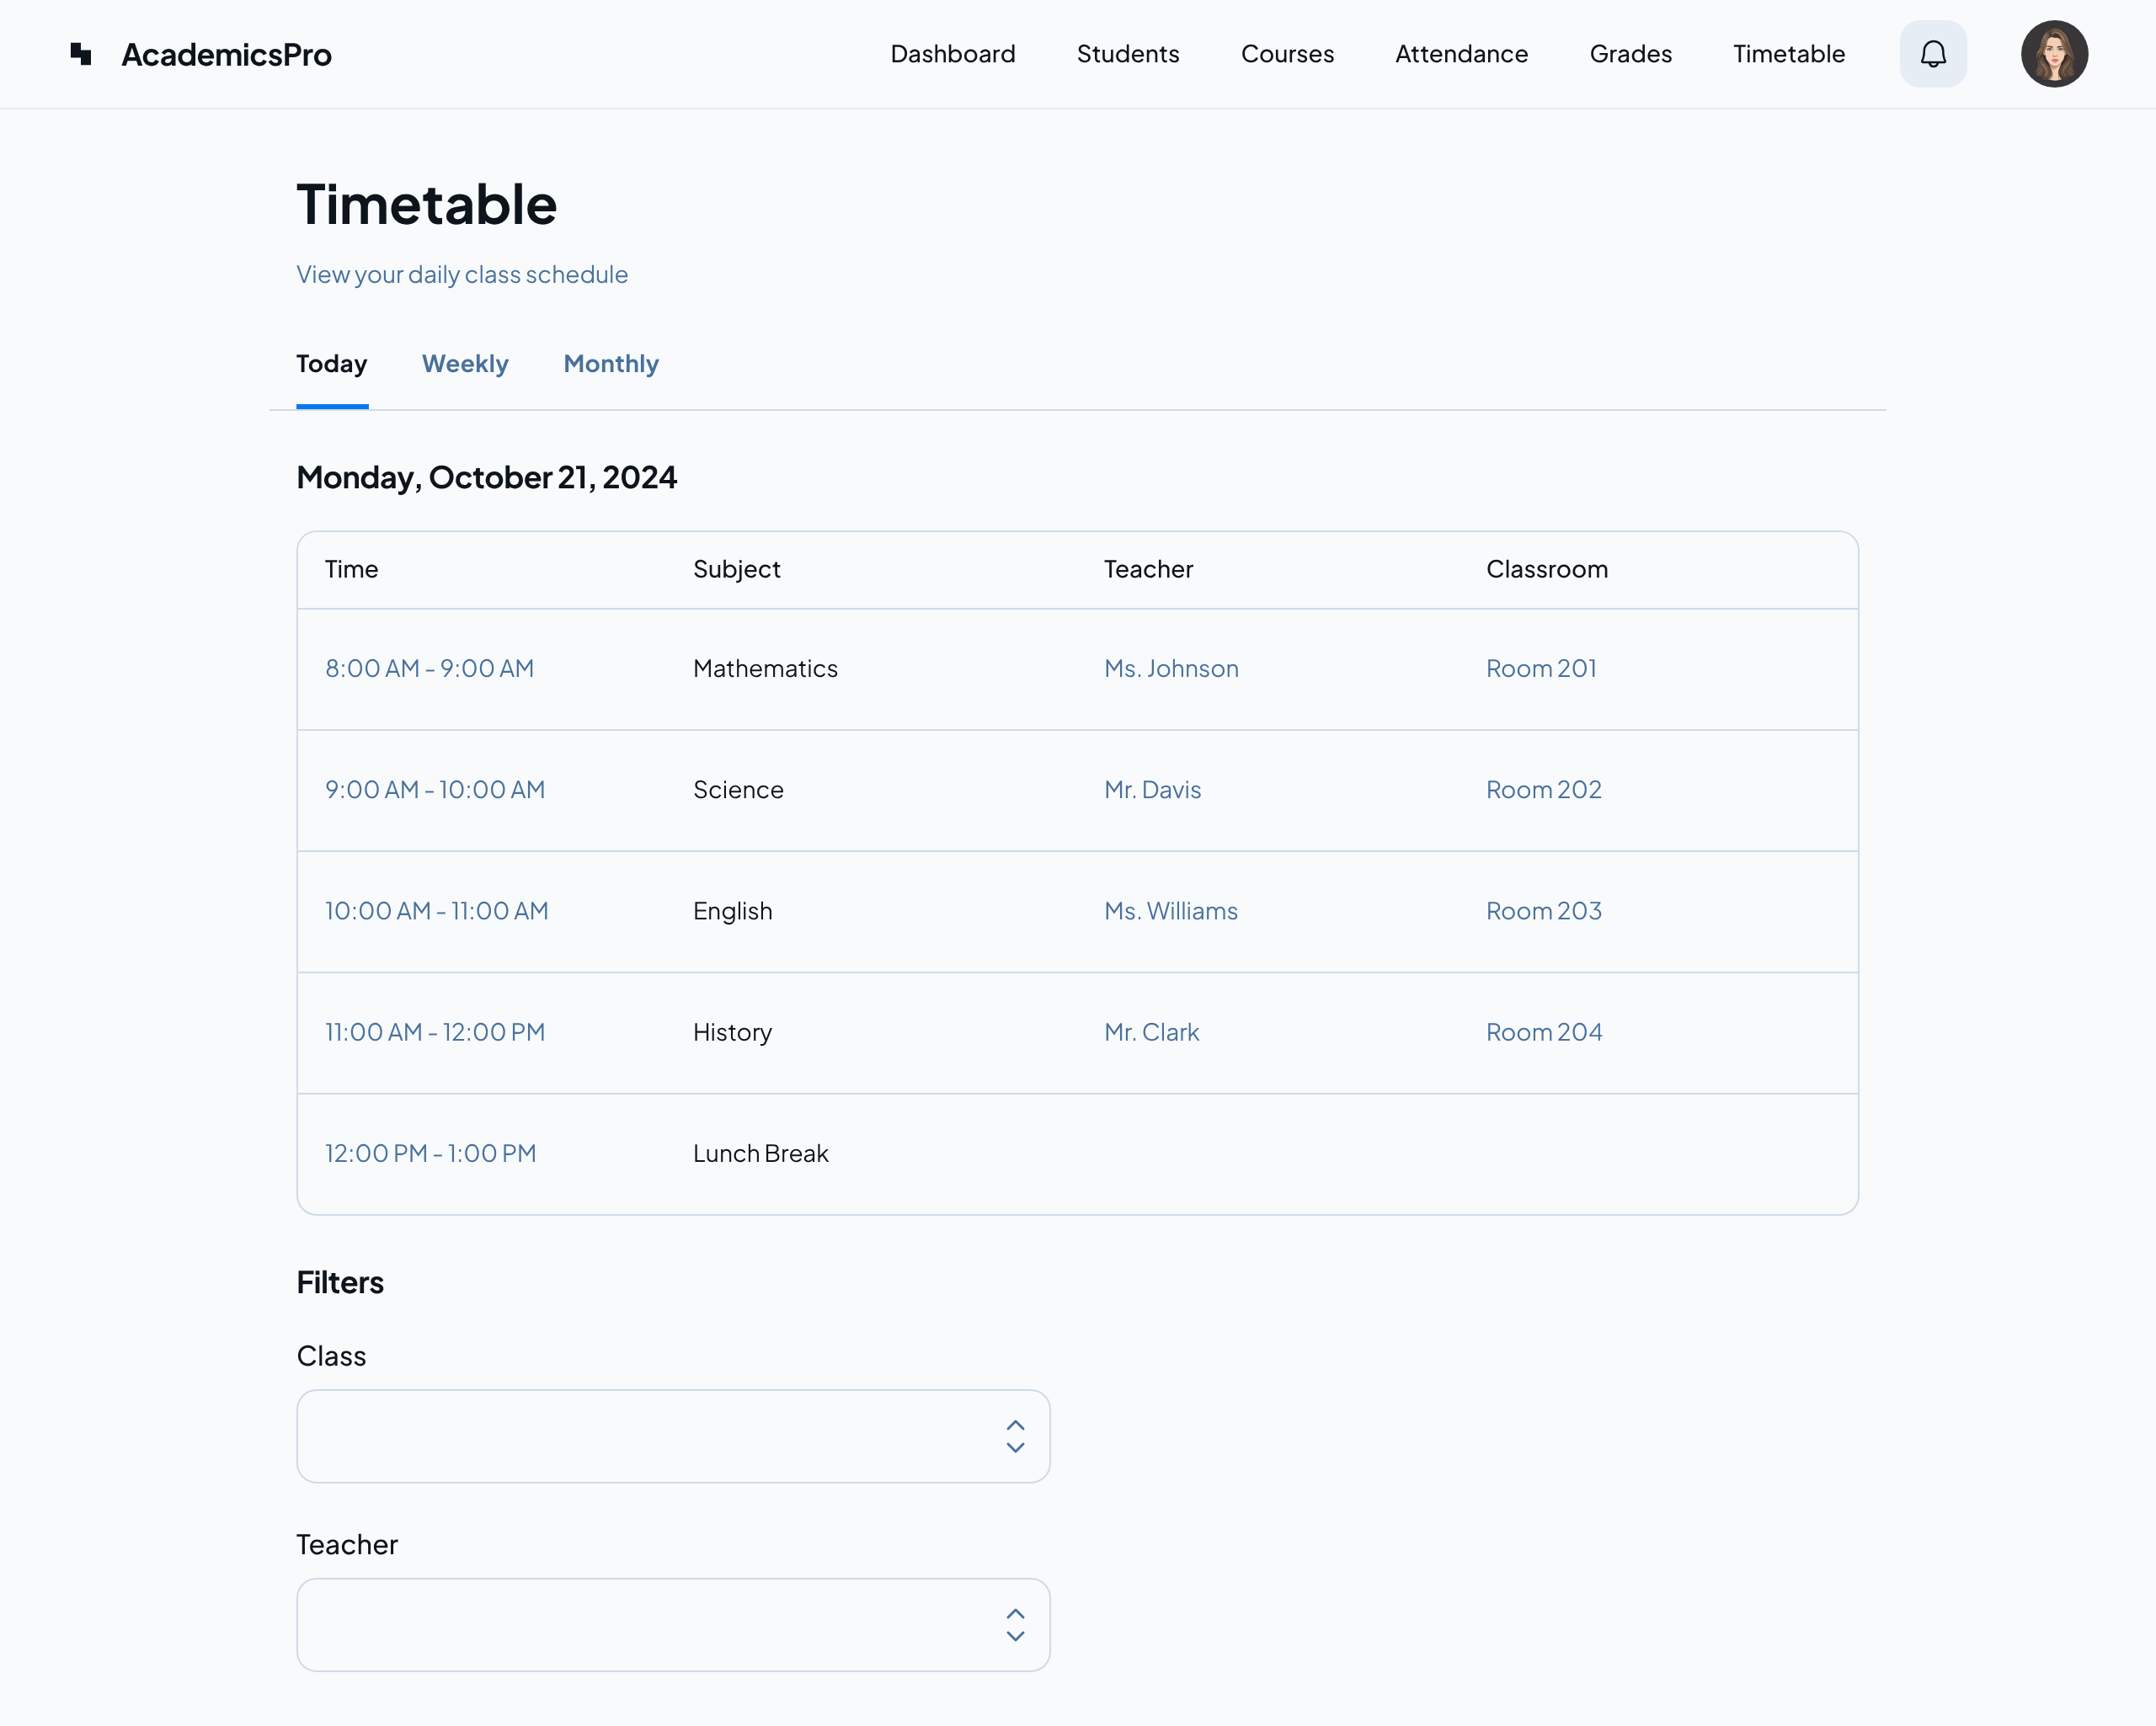 AcademicsPro Dashboard Students Courses Attendance Grades Timetable
Timetable
View your daily class schedule
Today Weekly Monthly
Monday, October 21, 2024
Time Subject Teacher Classroom
8:00 AM - 9:00 AM Mathematics Ms. Johnson Room 201
9:00 AM - 10:00 AM Science Mr. Davis Room 202
10:00 AM - 11:00 AM English Ms. Williams Room 203
11:00 AM - 12:00 PM History Mr. Clark Room 204
12:00 PM - 1:00 PM Lunch Break
Filters
Class
Teacher